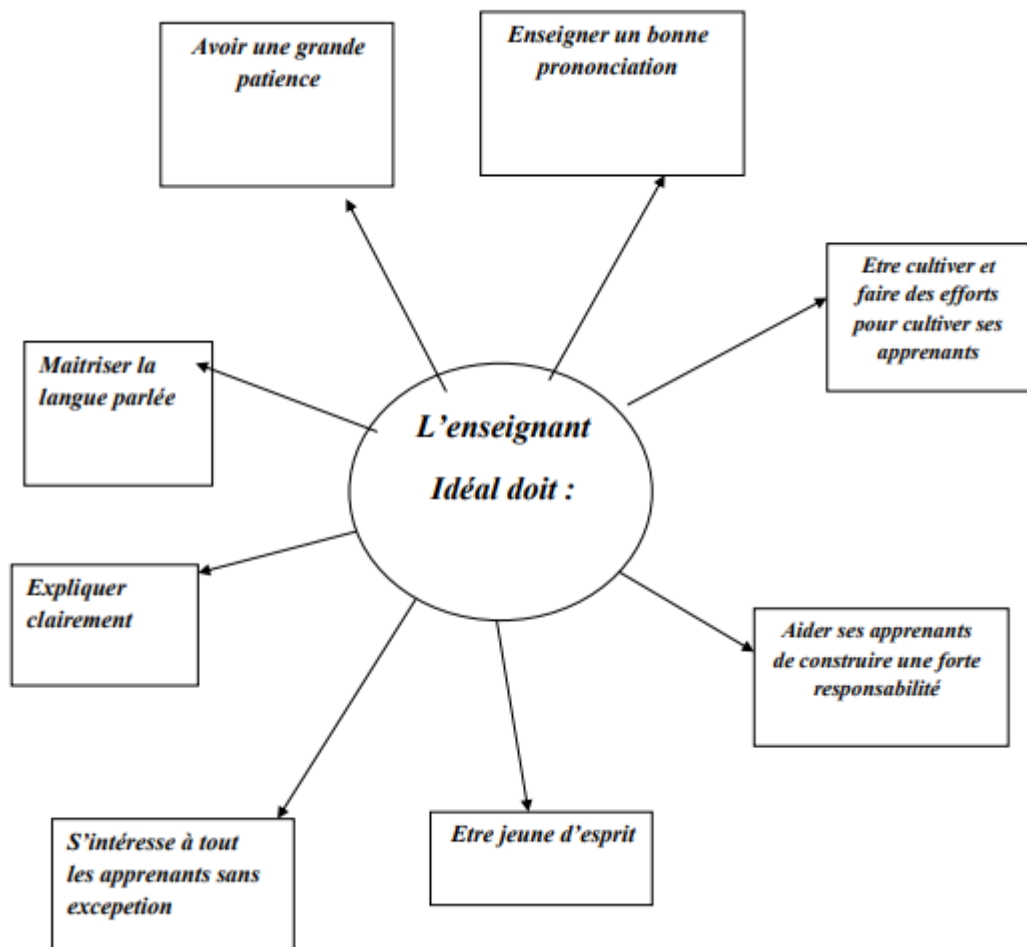 Avoir une grande
patience
Enseigner un bonne
prononciation
Etre cultiver et
faire des efforts
pour cultiver ses
apprenants
Maitriser la
langue parlée
L’enseignant
Idéal doit :
Expliquer
clairement
Aider ses apprenants
de construire une forte
responsabilité
S’intéresse à tout
les apprenants sans
excepetion
Etre jeune d’esprit